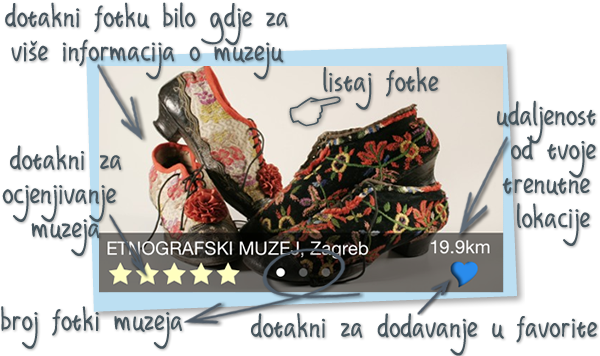 dotakni fotku bilo gdje za
više informacija o muzeju
listaj fotke
udaljenost
od tvoje
trenutne
lokacije
dotakni za
ocjenjivanje
muzeja
ETNOGRAFSKI MUZEJ, Zagreb
19.9km
broj fotki muzeja
dotakni za dodavanje u favorite